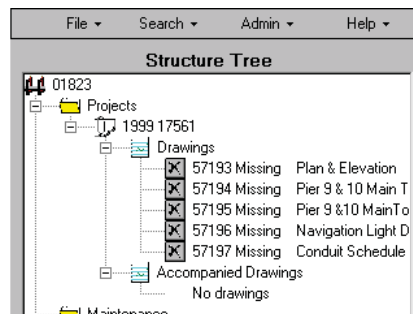 File Search Admin Help
Structure Tree
01823
Projects
1999 17561
Drawings
57193 Missing Plan & Elevation
57194 Missing Pier 9 & 10 Main T
57195 Missing Pier 9 &10 MainTo
57196 Missing Navigation Light D
57197 Missing Conduit Schedule
Accompanied Drawings
No drawings
Maintenance